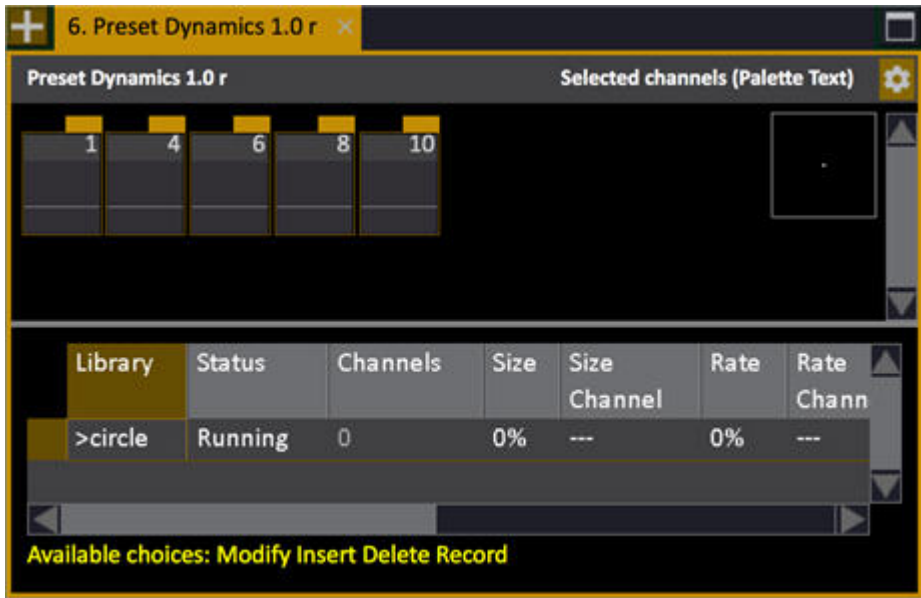 6. Preset Dynamics 1.0 r
Preset Dynamics 1.0 r Selected channels (Palette Text)
1 4 6 8 10
Library Status Channels Size Size Channel Rate Rate Chann
>circle Running 0 0% --- 0% ---
Available choices: Modify Insert Delete Record